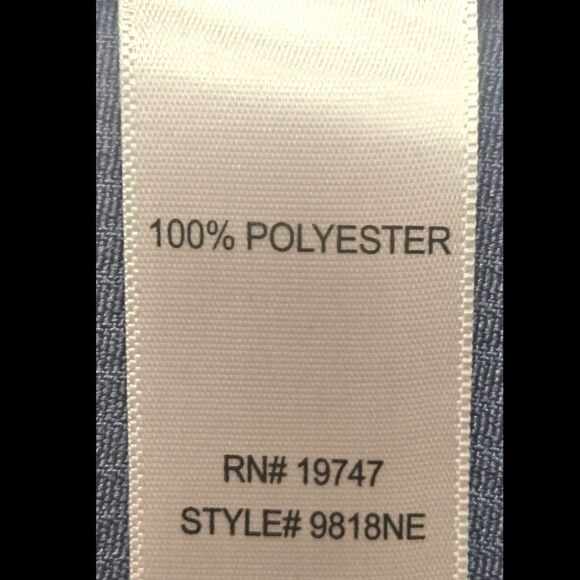 100% POLYESTER
RN# 19747
STYLE# 9818NE